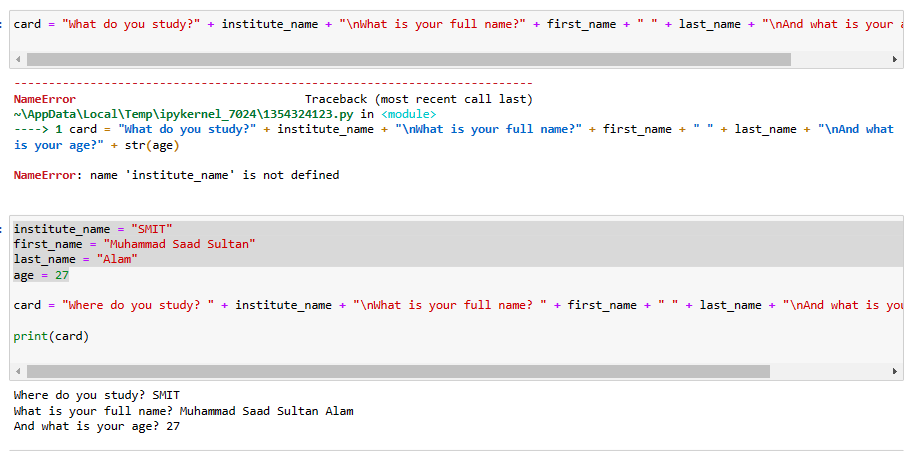 card = "What do you study?" + institute_name + "\nWhat is your full name?" + first_name + " " + last_name + "\nAnd what is your a
---------------------------------------------------------------------------
NameError                                 Traceback (most recent call last)
~\AppData\Local\Temp\ipykernel_7024\1354324123.py in <module>
----> 1 card = "What do you study?" + institute_name + "\nWhat is your full name?" + first_name + " " + last_name + "\nAnd what
is your age?" + str(age)
NameError: name 'institute_name' is not defined
institute_name = "SMIT"
first_name = "Muhammad Saad Sultan"
last_name = "Alam"
age = 27
card = "Where do you study? " + institute_name + "\nWhat is your full name? " + first_name + " " + last_name + "\nAnd what is you
print(card)
Where do you study? SMIT
What is your full name? Muhammad Saad Sultan Alam
And what is your age? 27